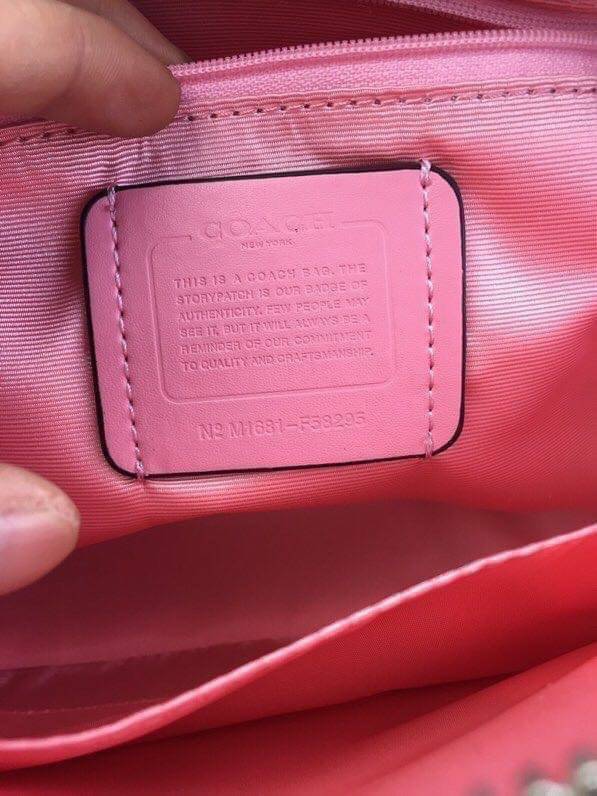 COACH
NEW YORK
THIS IS A COACH BAG. THE
STORYPATCH IS OUR BADGE OF
AUTHENTICITY. FEW PEOPLE MAY
SEE IT, BUT IT WILL ALWAYS BE A
REMINDER OF OUR COMMITMENT
TO QUALITY AND CRAFTSMANSHIP.
Nº M1681-F58295